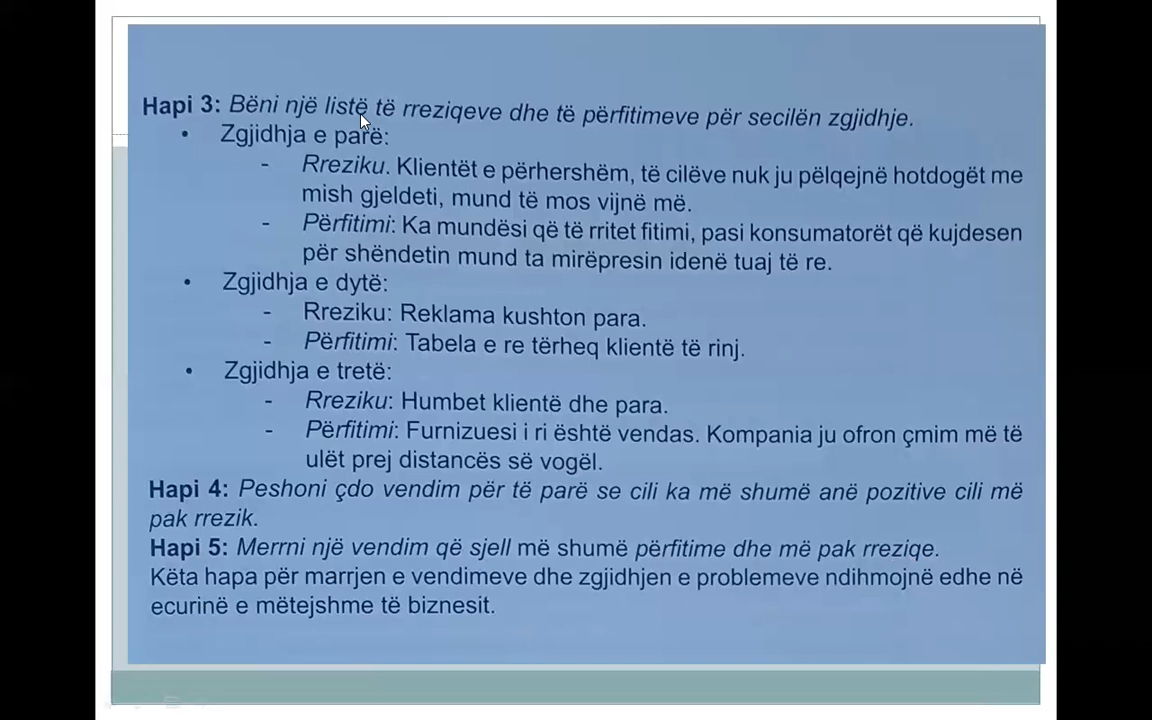 Hapi 3: Bëni një listë të rreziqeve dhe të përfitimeve për secilën zgjidhje.
• Zgjidhja e parë:
- Rreziku. Klientët e përhershëm, të cilëve nuk ju pëlqejnë hotdogët me
mish gjeldeti, mund të mos vijnë më.
- Përfitimi: Ka mundësi që të rritet fitimi, pasi konsumatorët që kujdesen
për shëndetin mund ta mirëpresin idenë tuaj të re.
• Zgjidhja e dytë:
- Rreziku: Reklama kushton para.
- Përfitimi: Tabela e re tërheq klientë të rinj.
• Zgjidhja e tretë:
- Rreziku: Humbet klientë dhe para.
- Përfitimi: Furnizuesi i ri është vendas. Kompania ju ofron çmim më të
ulët prej distancës së vogël.
Hapi 4: Peshoni çdo vendim për të parë se cili ka më shumë anë pozitive cili më
pak rrezik.
Hapi 5: Merrni një vendim që sjell më shumë përfitime dhe më pak rreziqe.
Këta hapa për marrjen e vendimeve dhe zgjidhjen e problemeve ndihmojnë edhe në
ecurinë e mëtejshme të biznesit.